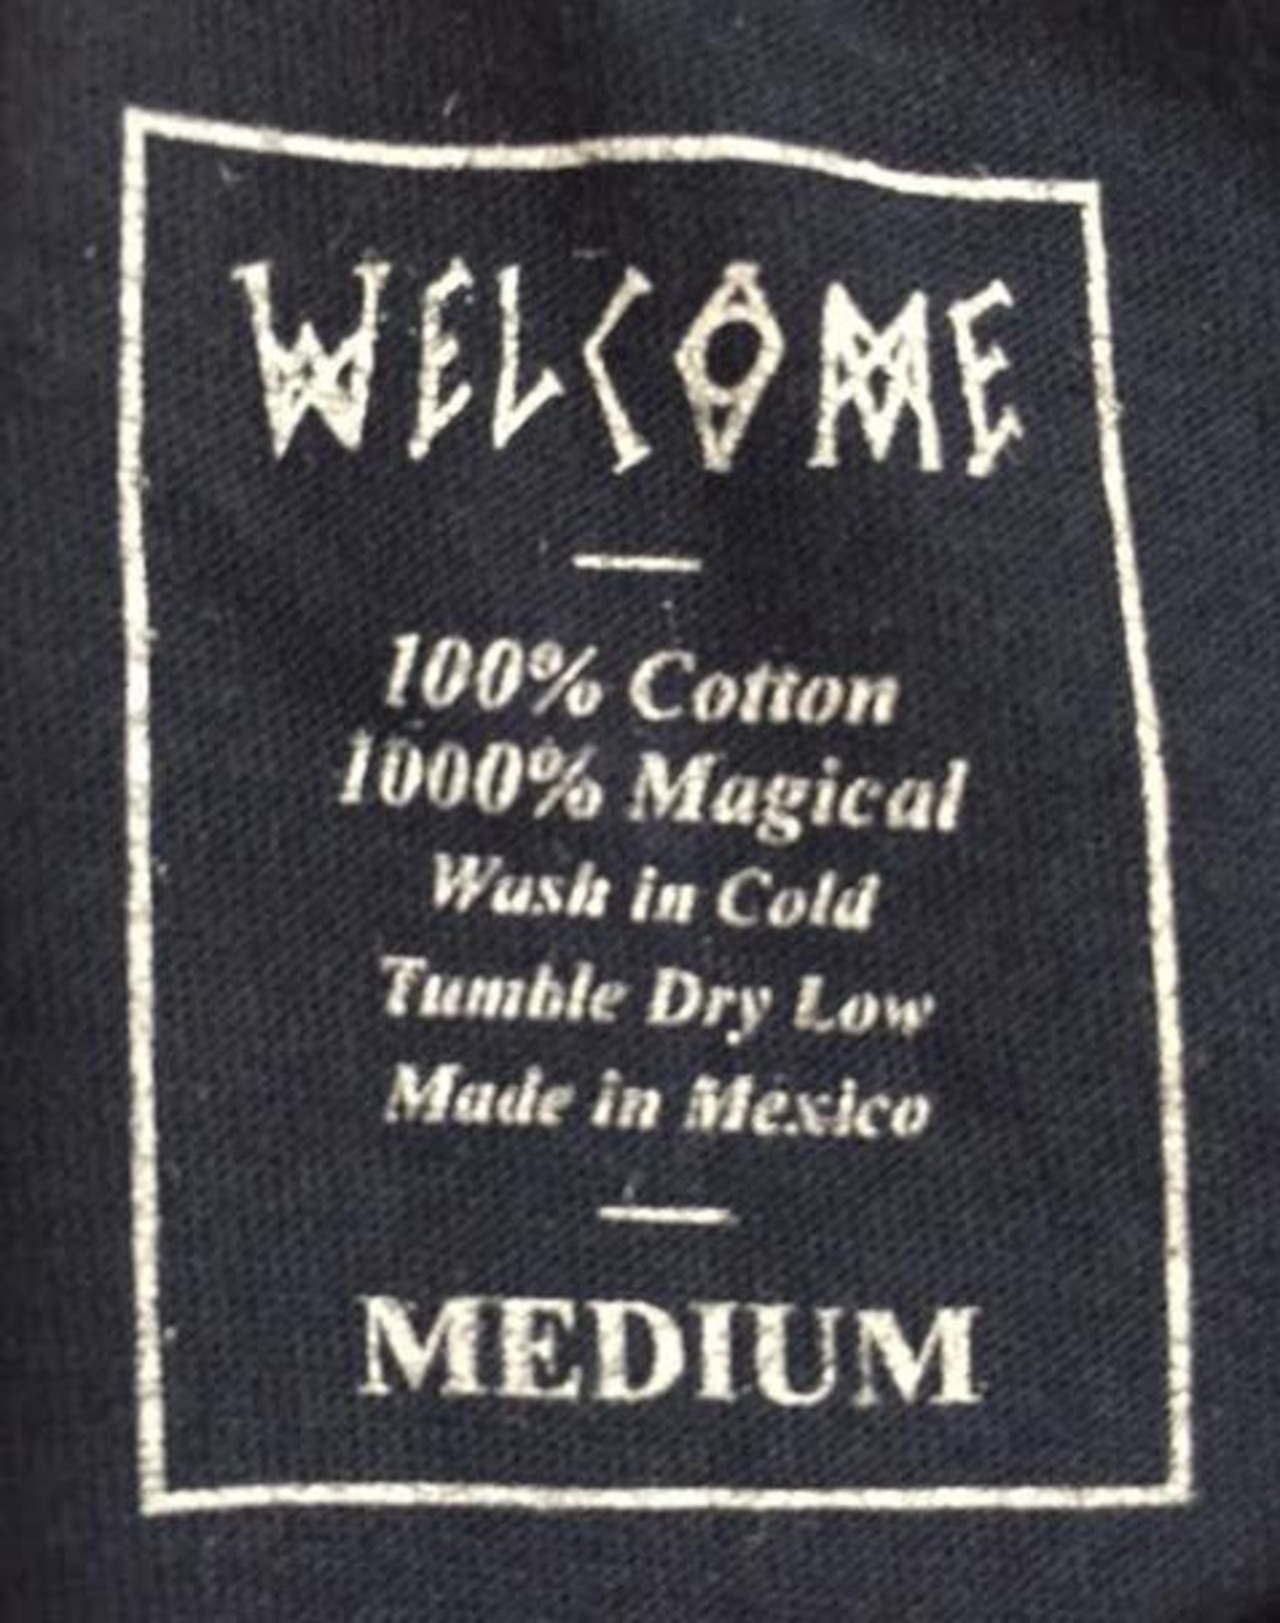 WELCOME
100% Cotton
1000% Magical
Wash in Cold
Tumble Dry Low
Made in Mexico
MEDIUM